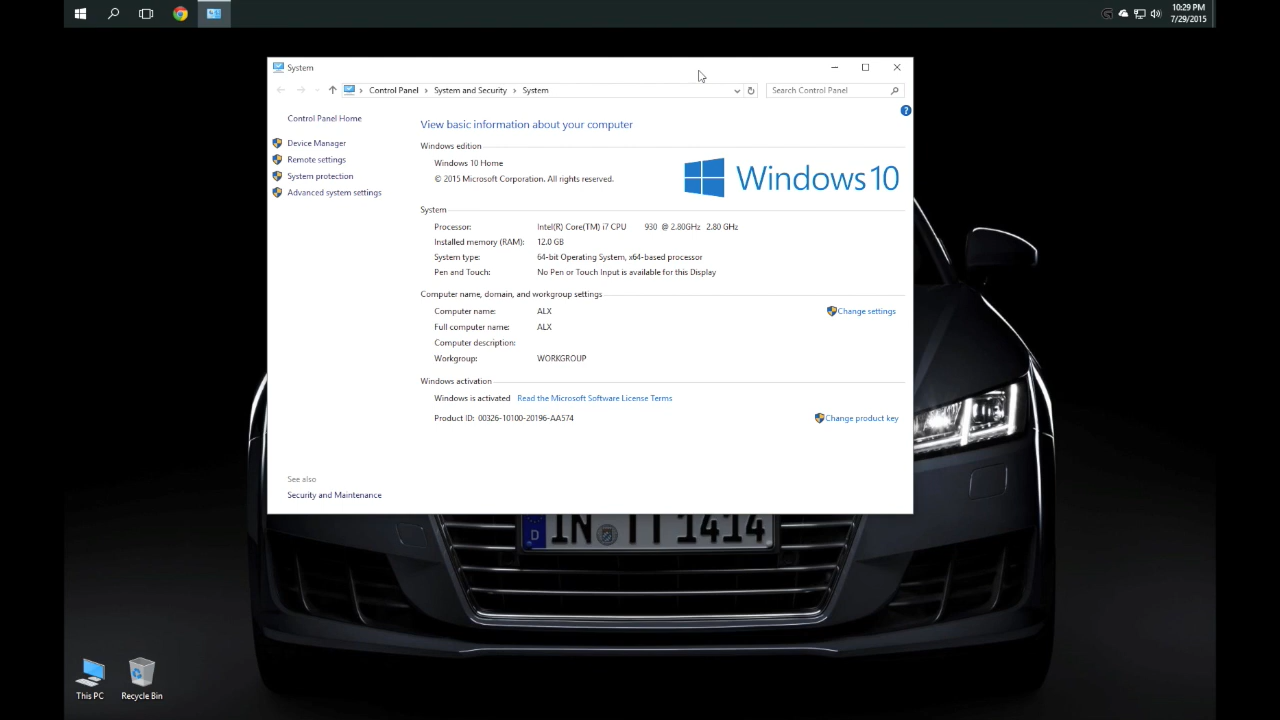 10:29 PM
7/29/2015
System
Control Panel › System and Security › System
Search Control Panel
Control Panel Home
Device Manager
Remote settings
System protection
Advanced system settings
See also
Security and Maintenance
View basic information about your computer
Windows edition
Windows 10 Home
© 2015 Microsoft Corporation. All rights reserved.
Windows 10
System
Processor: Intel(R) Core(TM) i7 CPU 930 @ 2.80GHz 2.80 GHz
Installed memory (RAM): 12.0 GB
System type: 64-bit Operating System, x64-based processor
Pen and Touch: No Pen or Touch Input is available for this Display
Computer name, domain, and workgroup settings
Computer name: ALX
Change settings
Full computer name: ALX
Computer description:
Workgroup: WORKGROUP
Windows activation
Windows is activated Read the Microsoft Software License Terms
Product ID: 00326-10100-20196-AA574
Change product key
D IN TT 1414
This PC
Recycle Bin